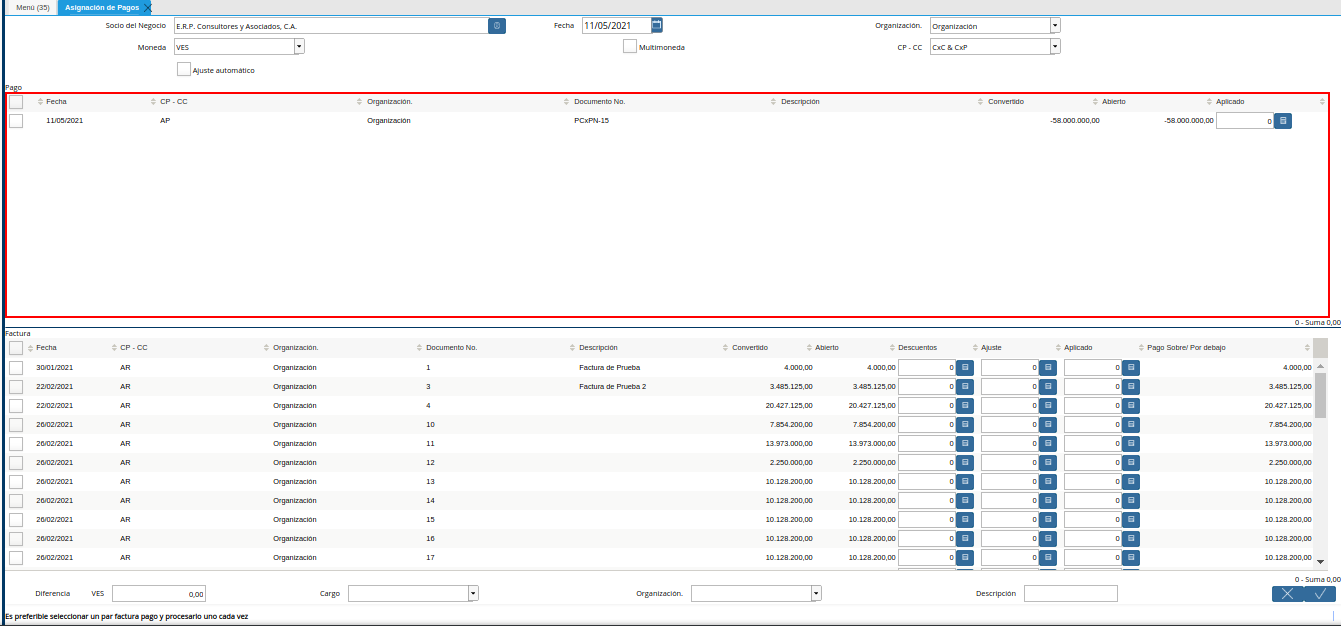 Menú (35) Asignación de Pagos
Socio del Negocio E.R.P. Consultores y Asociados, C.A. Fecha 11/05/2021 Organización. Organización
Moneda VES Multimoneda CP - CC CxC & CxP
Ajuste automático
Pago
Fecha CP - CC Organización. Documento No. Descripción Convertido Abierto Aplicado
11/05/2021 AP Organización PCxPN-15 -58.000.000,00 -58.000.000,00 0
0 - Suma 0,00
Factura
Fecha CP - CC Organización. Documento No. Descripción Convertido Abierto Descuentos Ajuste Aplicado Pago Sobre/ Por debajo
30/01/2021 AR Organización 1 Factura de Prueba 4.000,00 4.000,00 0 0 0 4.000,00
22/02/2021 AR Organización 3 Factura de Prueba 2 3.485.125,00 3.485.125,00 0 0 0 3.485.125,00
22/02/2021 AR Organización 4 20.427.125,00 20.427.125,00 0 0 0 20.427.125,00
26/02/2021 AR Organización 10 7.854.200,00 7.854.200,00 0 0 0 7.854.200,00
26/02/2021 AR Organización 11 13.973.000,00 13.973.000,00 0 0 0 13.973.000,00
26/02/2021 AR Organización 12 2.250.000,00 2.250.000,00 0 0 0 2.250.000,00
26/02/2021 AR Organización 13 10.128.200,00 10.128.200,00 0 0 0 10.128.200,00
26/02/2021 AR Organización 14 10.128.200,00 10.128.200,00 0 0 0 10.128.200,00
26/02/2021 AR Organización 15 10.128.200,00 10.128.200,00 0 0 0 10.128.200,00
26/02/2021 AR Organización 16 10.128.200,00 10.128.200,00 0 0 0 10.128.200,00
26/02/2021 AR Organización 17 10.128.200,00 10.128.200,00 0 0 0 10.128.200,00
0 - Suma 0,00
Diferencia VES 0,00 Cargo Organización. Descripción
Es preferible seleccionar un par factura pago y procesarlo uno cada vez